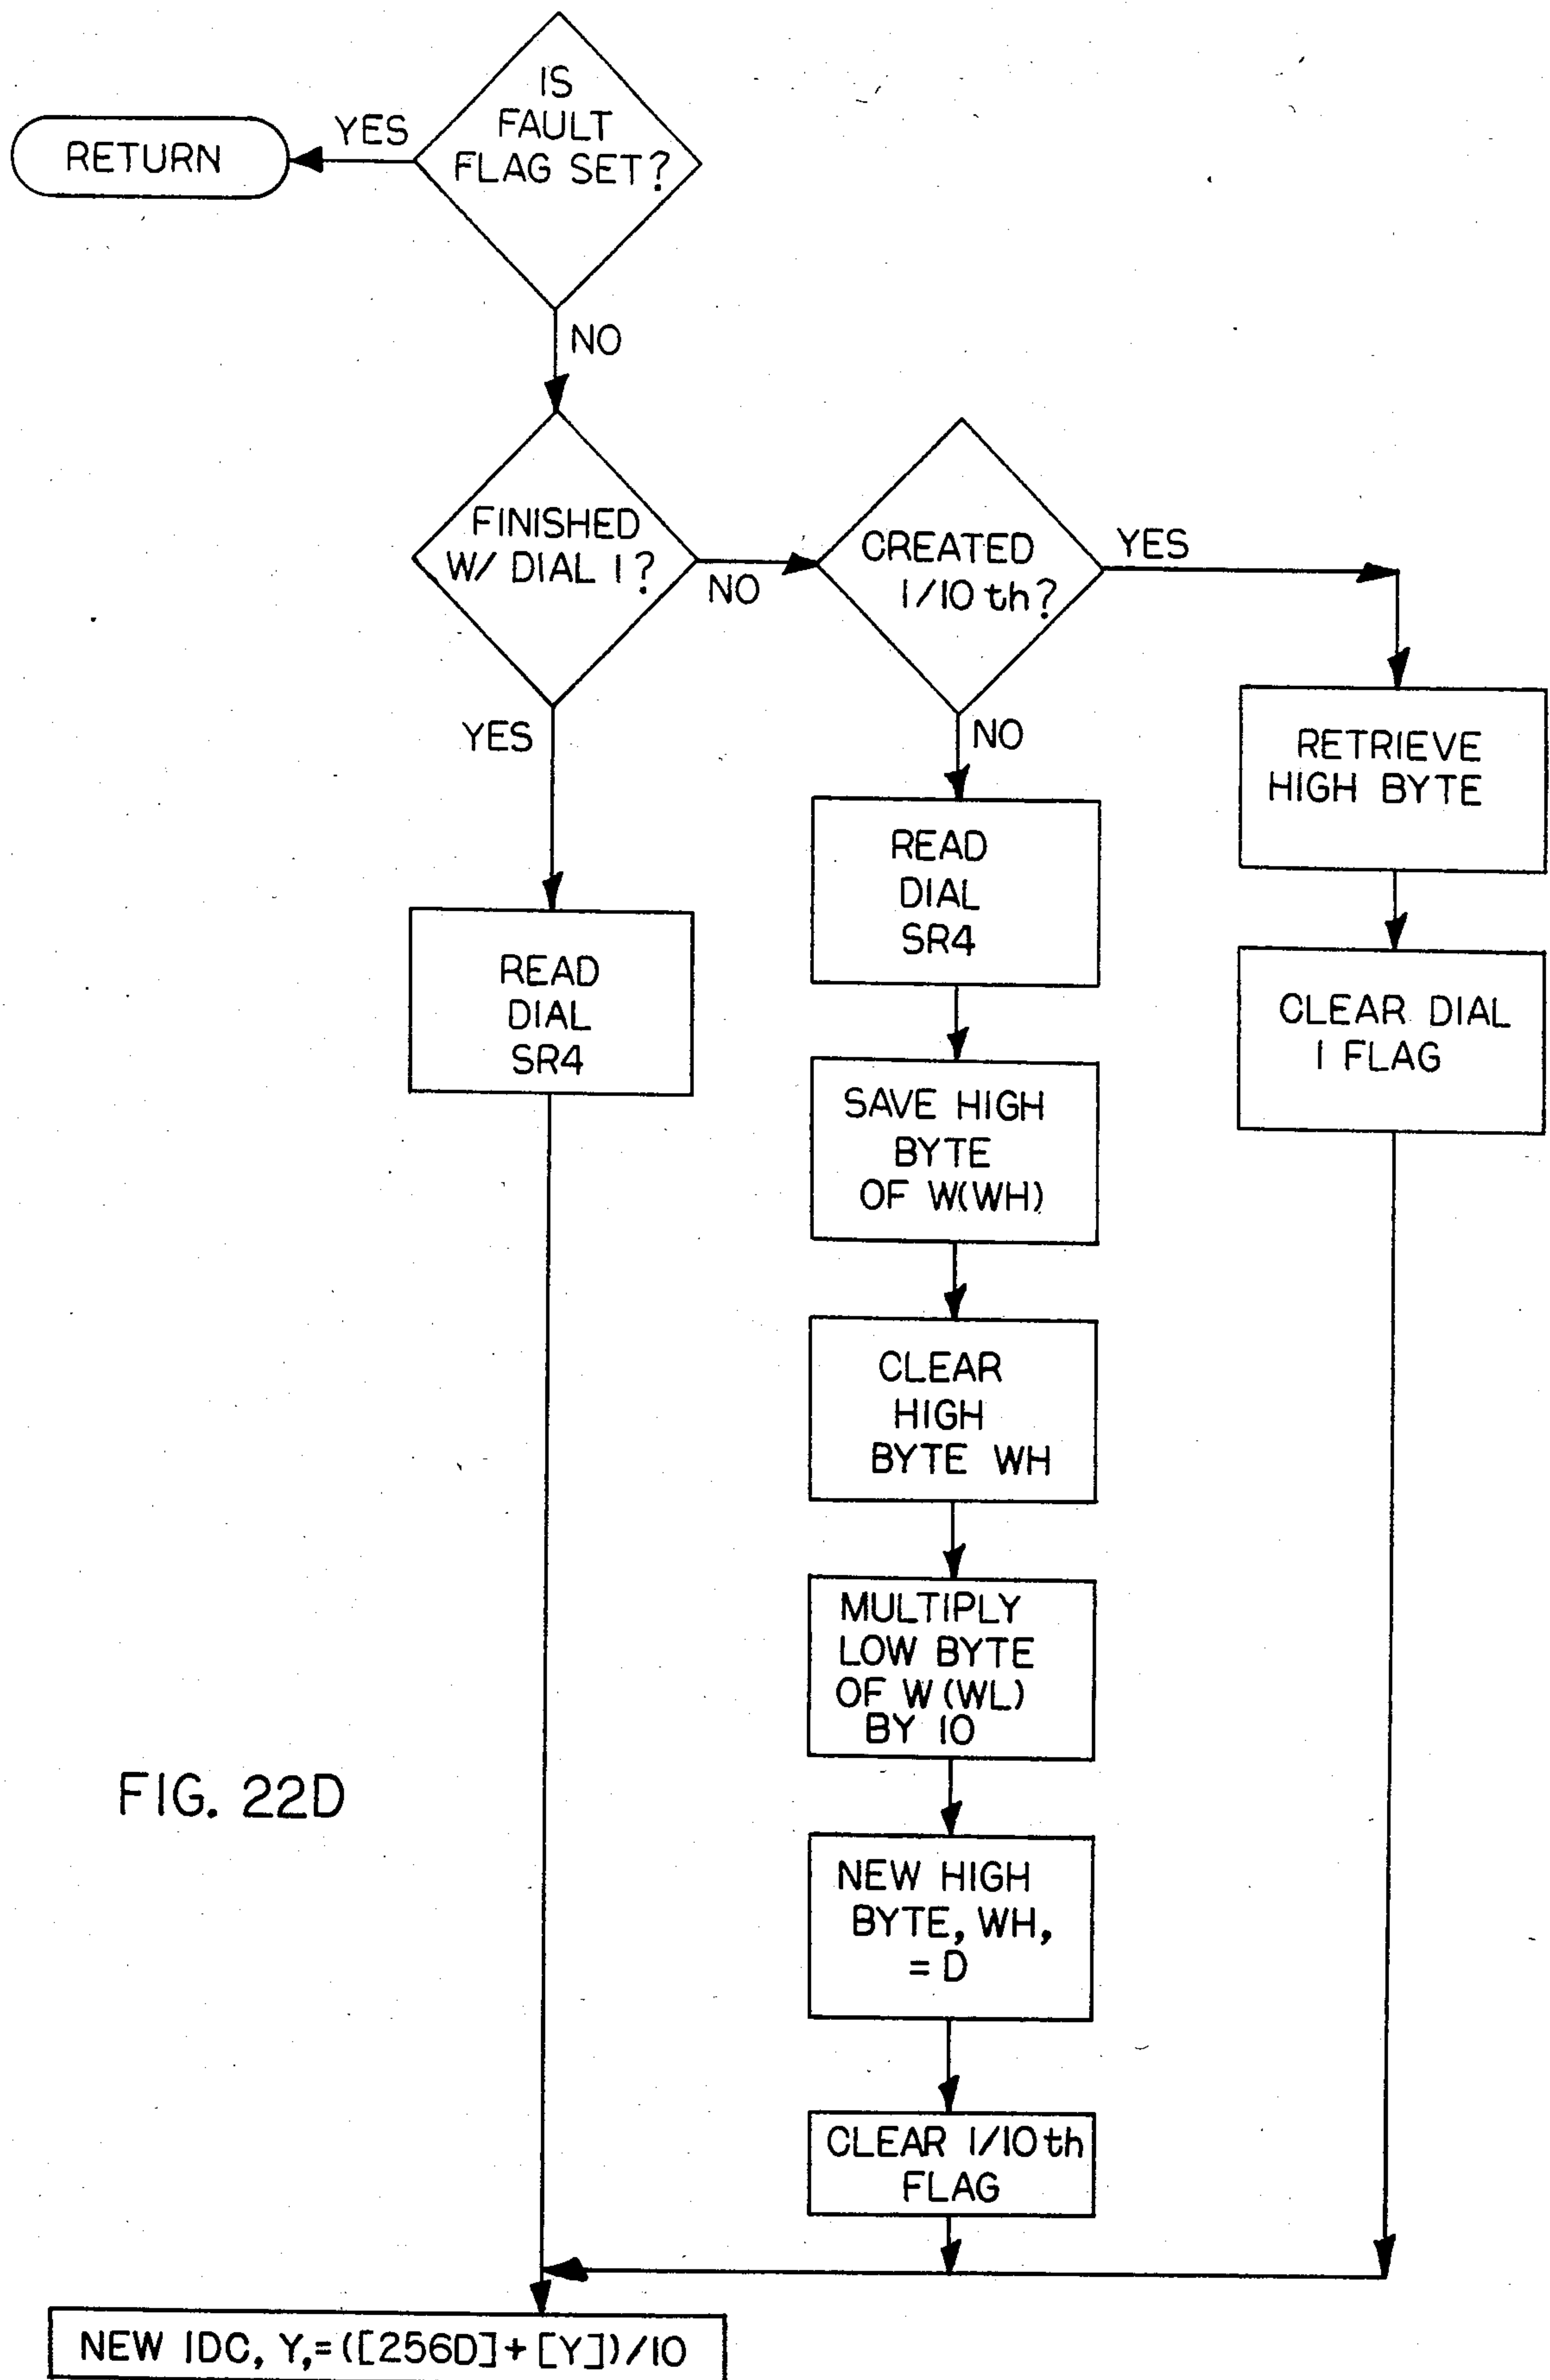 IS
FAULT
FLAG SET?
YES
RETURN
NO
FINISHED
W/ DIAL 1?
NO
CREATED
1/10 th?
YES
YES
NO
RETRIEVE
HIGH BYTE
READ
DIAL
SR4
READ
DIAL
SR4
CLEAR DIAL
1 FLAG
SAVE HIGH
BYTE
OF W(WH)
CLEAR
HIGH
BYTE WH
MULTIPLY
LOW BYTE
OF W (WL)
BY 10
FIG. 22D
NEW HIGH
BYTE, WH,
= D
CLEAR 1/10 th
FLAG
NEW IDC, Y,=([256D]+[Y])/10